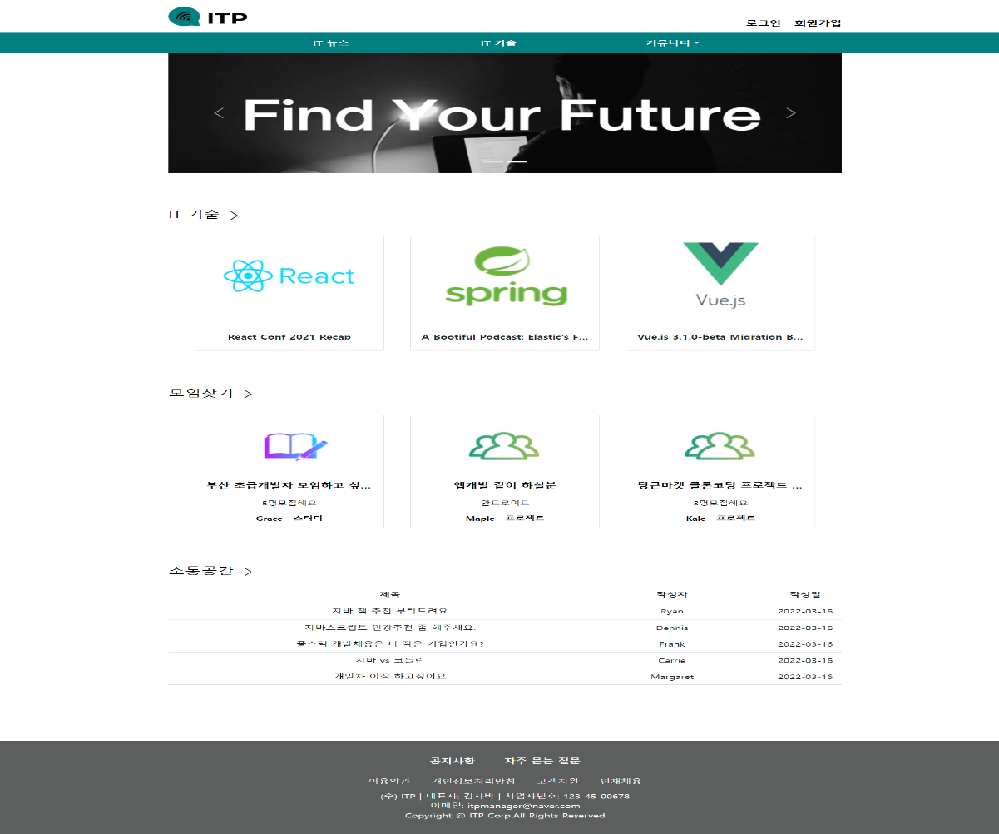 ITP
로그인 회원가입
IT 뉴스 IT 기술 커뮤니티
Find Your Future
IT 기술 >
React
spring
Vue.js
React Conf 2021 Recap
A Bootiful Podcast: Elastic's F...
Vue.js 3.1.0-beta Migration B...
모임찾기 >
부산 초급개발자 모임하고 싶...
5명모집해요
Grace 스터디
앱개발 같이 하실분
안드로이드
Maple 프로젝트
당근마켓 클론코딩 프로젝트 ...
3명모집해요
Kale 프로젝트
소통공간 >
제목 작성자 작성일
자바 책 추천 부탁드려요 Ryan 2022-03-16
자바스크립트 인강추천 좀 해주세요. Dennis 2022-03-16
풀스택 개발채용은 더 작은 기업인가요? Frank 2022-03-16
자바 vs 코틀린 Carrie 2022-03-16
개발자 이직 하고싶어요 Margaret 2022-03-16
공지사항 자주 묻는 질문
이용약관 개인정보처리방침 고객지원 인재채용
(주) ITP | 대표자: 김자바 | 사업자번호: 123-45-00678
이메일: itpmanager@naver.com
Copyright @ ITP Corp.All Rights Reserved